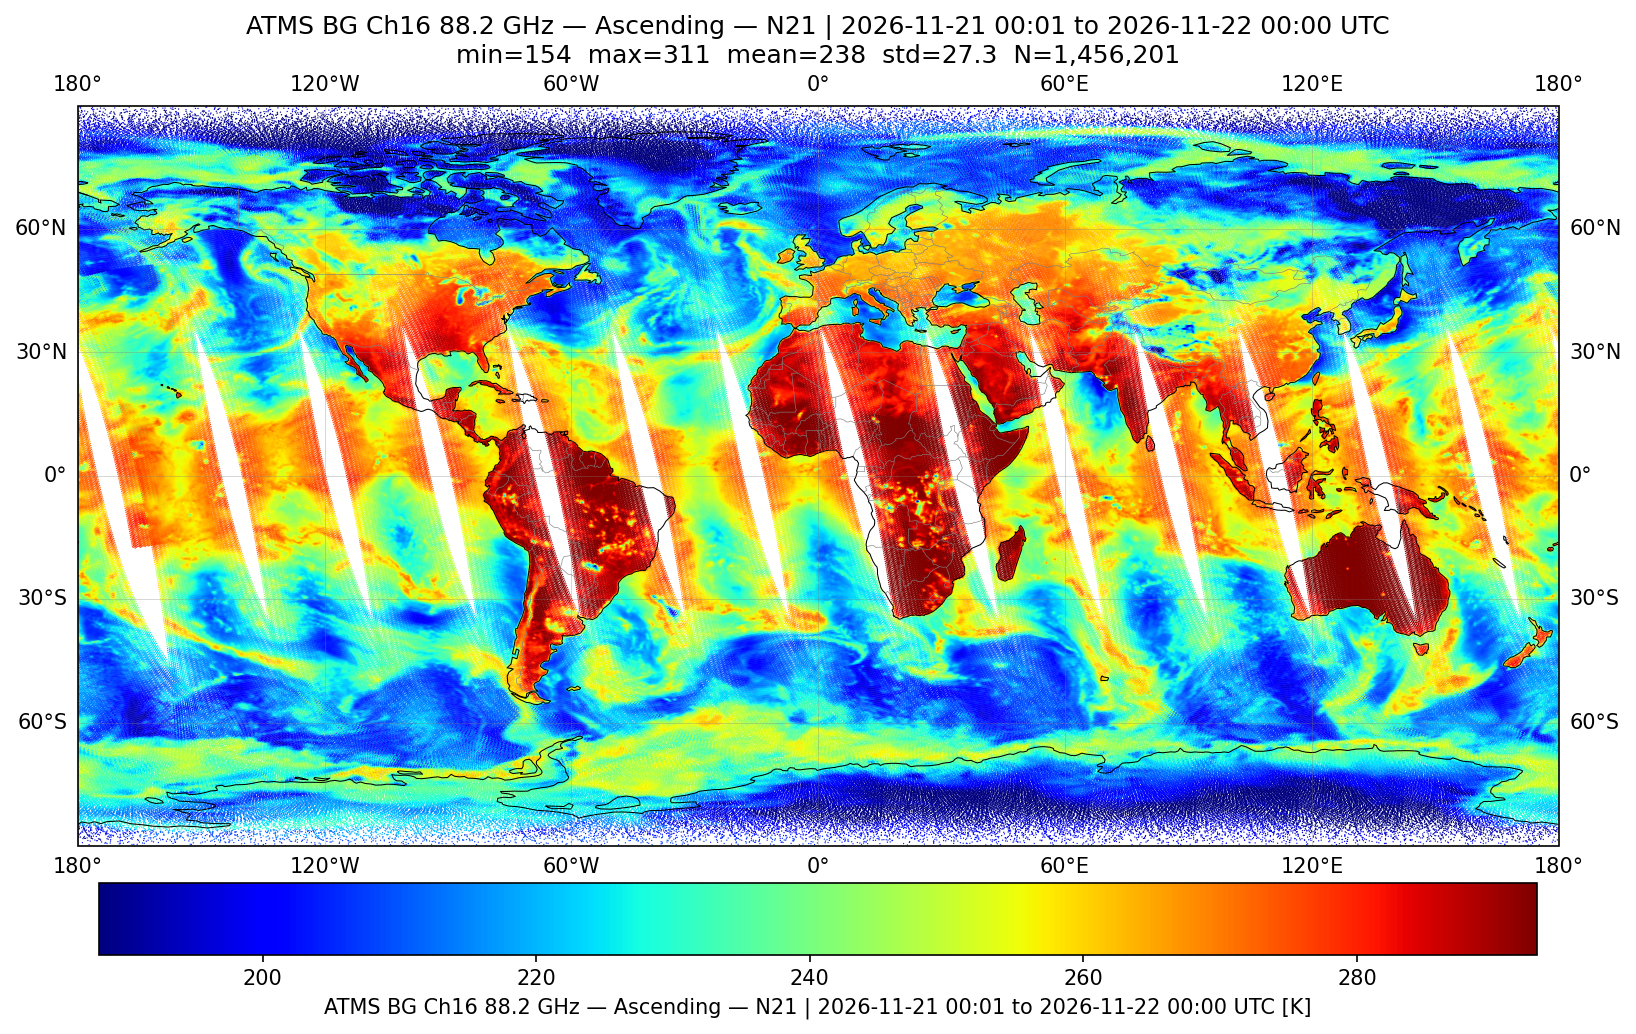 ATMS BG Ch16 88.2 GHz — Ascending — N21 | 2026-11-21 00:01 to 2026-11-22 00:00 UTC
min=154 max=311 mean=238 std=27.3 N=1,456,201
180° 120°W 60°W 0° 60°E 120°E 180°
60°N 60°N
30°N 30°N
0° 0°
30°S 30°S
60°S 60°S
180° 120°W 60°W 0° 60°E 120°E 180°
200 220 240 260 280
ATMS BG Ch16 88.2 GHz — Ascending — N21 | 2026-11-21 00:01 to 2026-11-22 00:00 UTC [K]